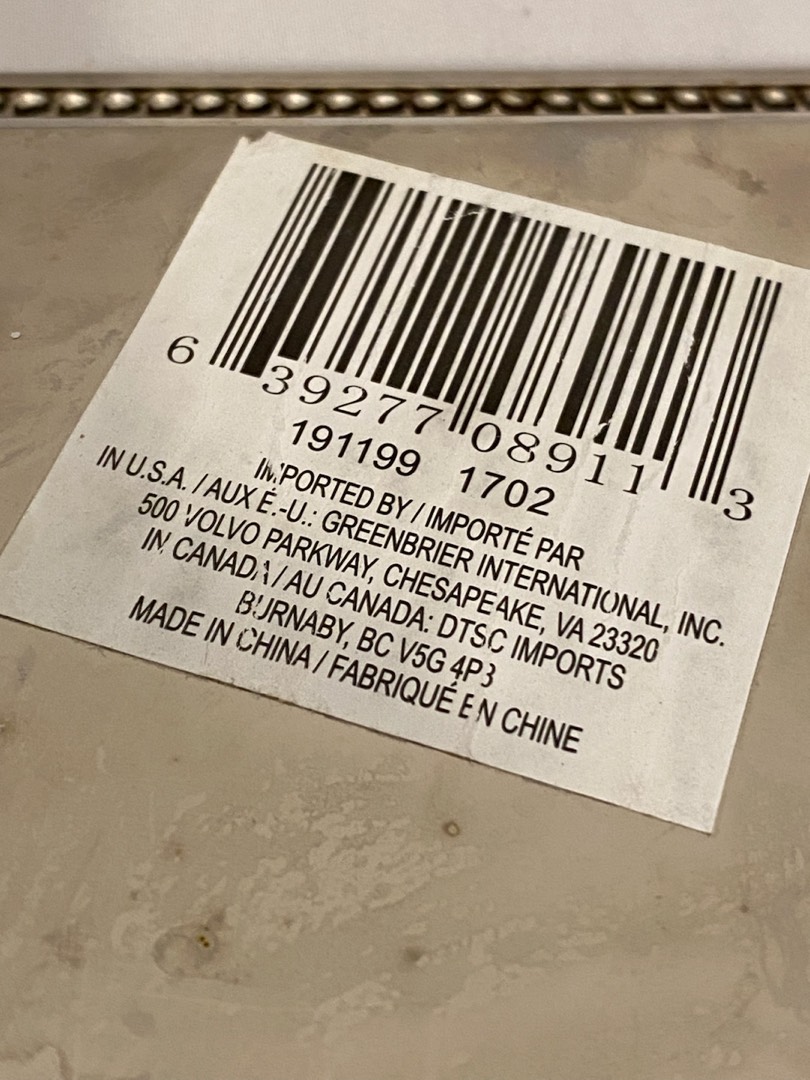 6 39277 08911 3
191199 1702
IMPORTED BY / IMPORTÉ PAR
IN U.S.A. / AUX É.-U.: GREENBRIER INTERNATIONAL, INC.
500 VOLVO PARKWAY, CHESAPEAKE, VA 23320
IN CANADA / AU CANADA: DTSC IMPORTS
BURNABY, BC V5G 4P3
MADE IN CHINA / FABRIQUÉ EN CHINE